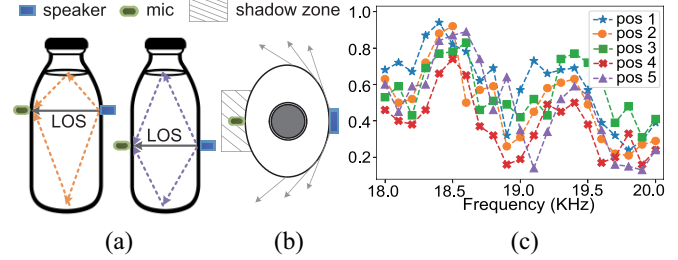 speaker mic shadow zone
LOS
LOS
1.0
0.8
0.6
0.4
0.2
18.0 18.5 19.0 19.5 20.0
Frequency (KHz)
pos 1
pos 2
pos 3
pos 4
pos 5
(a) (b) (c)